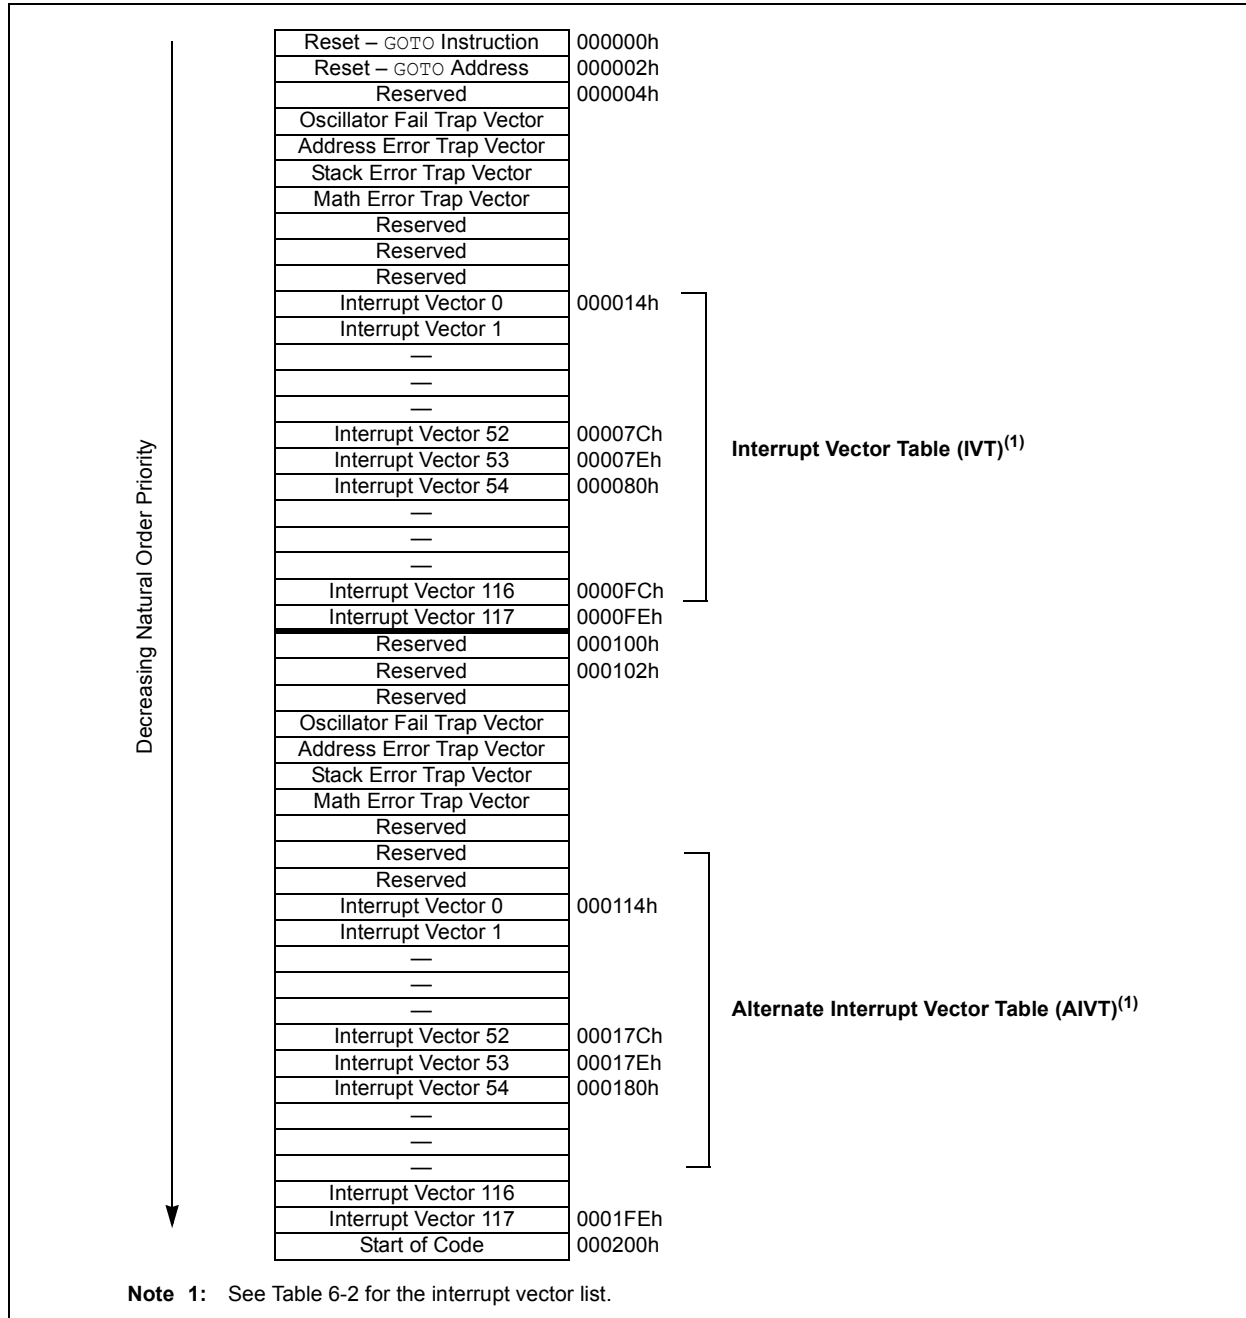 Decreasing Natural Order Priority
Reset – GOTO Instruction 000000h
Reset – GOTO Address 000002h
Reserved 000004h
Oscillator Fail Trap Vector
Address Error Trap Vector
Stack Error Trap Vector
Math Error Trap Vector
Reserved
Reserved
Reserved
Interrupt Vector 0 000014h
Interrupt Vector 1
—
—
—
Interrupt Vector 52 00007Ch
Interrupt Vector 53 00007Eh
Interrupt Vector 54 000080h
—
—
—
Interrupt Vector 116 0000FCh
Interrupt Vector 117 0000FEh
Interrupt Vector Table (IVT)(1)
Reserved 000100h
Reserved 000102h
Reserved
Oscillator Fail Trap Vector
Address Error Trap Vector
Stack Error Trap Vector
Math Error Trap Vector
Reserved
Reserved
Reserved
Interrupt Vector 0 000114h
Interrupt Vector 1
—
—
—
Interrupt Vector 52 00017Ch
Interrupt Vector 53 00017Eh
Interrupt Vector 54 000180h
—
—
—
Interrupt Vector 116
Interrupt Vector 117 0001FEh
Start of Code 000200h
Alternate Interrupt Vector Table (AIVT)(1)
Note 1: See Table 6-2 for the interrupt vector list.